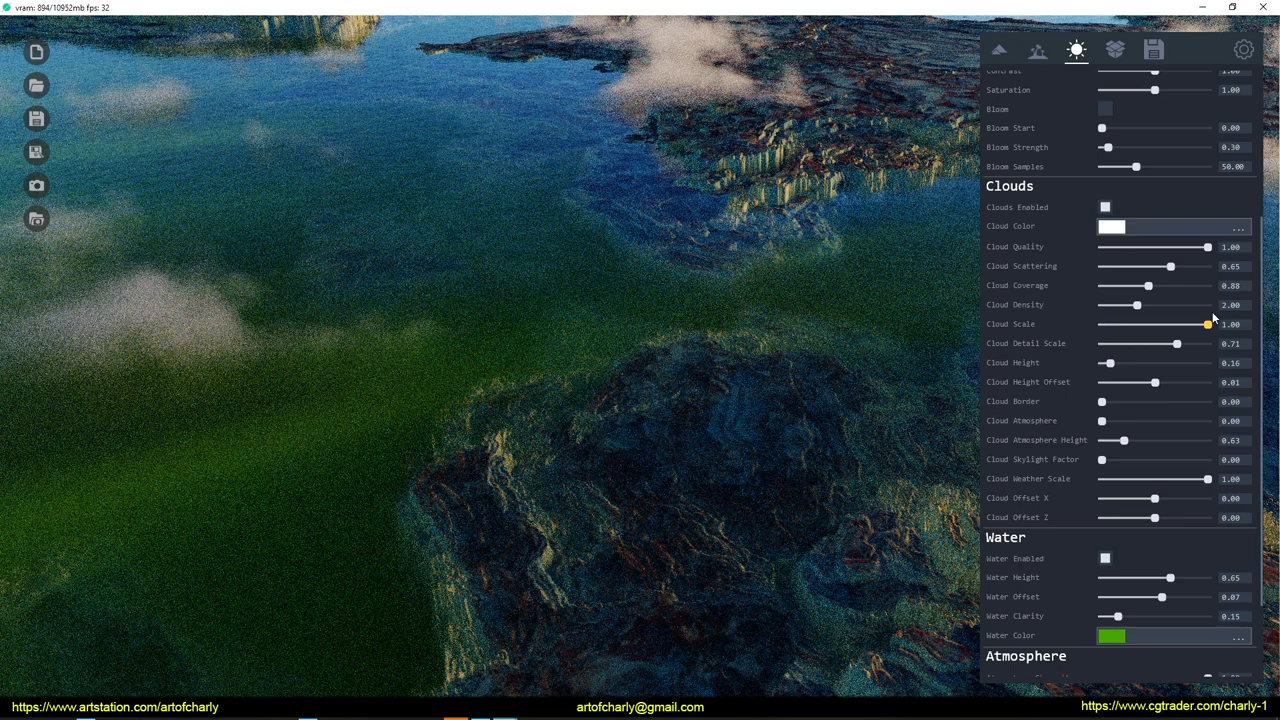 vram: 894/10952mb fps: 32
Contrast 1.00
Saturation 1.00
Bloom
Bloom Start 0.00
Bloom Strength 0.30
Bloom Samples 50.00
Clouds
Clouds Enabled
Cloud Color ...
Cloud Quality 1.00
Cloud Scattering 0.65
Cloud Coverage 0.88
Cloud Density 2.00
Cloud Scale 1.00
Cloud Detail Scale 0.71
Cloud Height 0.16
Cloud Height Offset 0.01
Cloud Border 0.00
Cloud Atmosphere 0.00
Cloud Atmosphere Height 0.63
Cloud Skylight Factor 0.00
Cloud Weather Scale 1.00
Cloud Offset X 0.00
Cloud Offset Z 0.00
Water
Water Enabled
Water Height 0.65
Water Offset 0.07
Water Clarity 0.15
Water Color ...
Atmosphere
https://www.artstation.com/artofcharly artofcharly@gmail.com https://www.cgtrader.com/charly-1